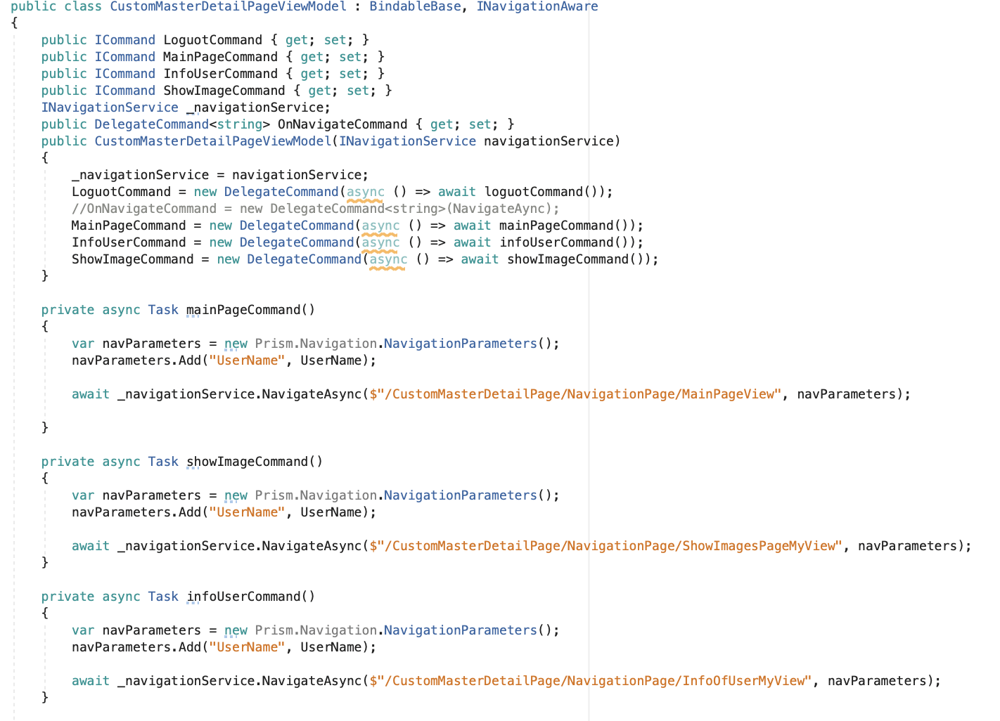 public class CustomMasterDetailPageViewModel : BindableBase, INavigationAware
{
    public ICommand LoguotCommand { get; set; }
    public ICommand MainPageCommand { get; set; }
    public ICommand InfoUserCommand { get; set; }
    public ICommand ShowImageCommand { get; set; }
    INavigationService _navigationService;
    public DelegateCommand<string> OnNavigateCommand { get; set; }
    public CustomMasterDetailPageViewModel(INavigationService navigationService)
    {
        _navigationService = navigationService;
        LoguotCommand = new DelegateCommand(async () => await loguotCommand());
        //OnNavigateCommand = new DelegateCommand<string>(NavigateAync);
        MainPageCommand = new DelegateCommand(async () => await mainPageCommand());
        InfoUserCommand = new DelegateCommand(async () => await infoUserCommand());
        ShowImageCommand = new DelegateCommand(async () => await showImageCommand());
    }

    private async Task mainPageCommand()
    {
        var navParameters = new Prism.Navigation.NavigationParameters();
        navParameters.Add("UserName", UserName);

        await _navigationService.NavigateAsync($"/CustomMasterDetailPage/NavigationPage/MainPageView", navParameters);

    }

    private async Task showImageCommand()
    {
        var navParameters = new Prism.Navigation.NavigationParameters();
        navParameters.Add("UserName", UserName);

        await _navigationService.NavigateAsync($"/CustomMasterDetailPage/NavigationPage/ShowImagesPageMyView", navParameters);
    }

    private async Task infoUserCommand()
    {
        var navParameters = new Prism.Navigation.NavigationParameters();
        navParameters.Add("UserName", UserName);

        await _navigationService.NavigateAsync($"/CustomMasterDetailPage/NavigationPage/InfoOfUserMyView", navParameters);
    }